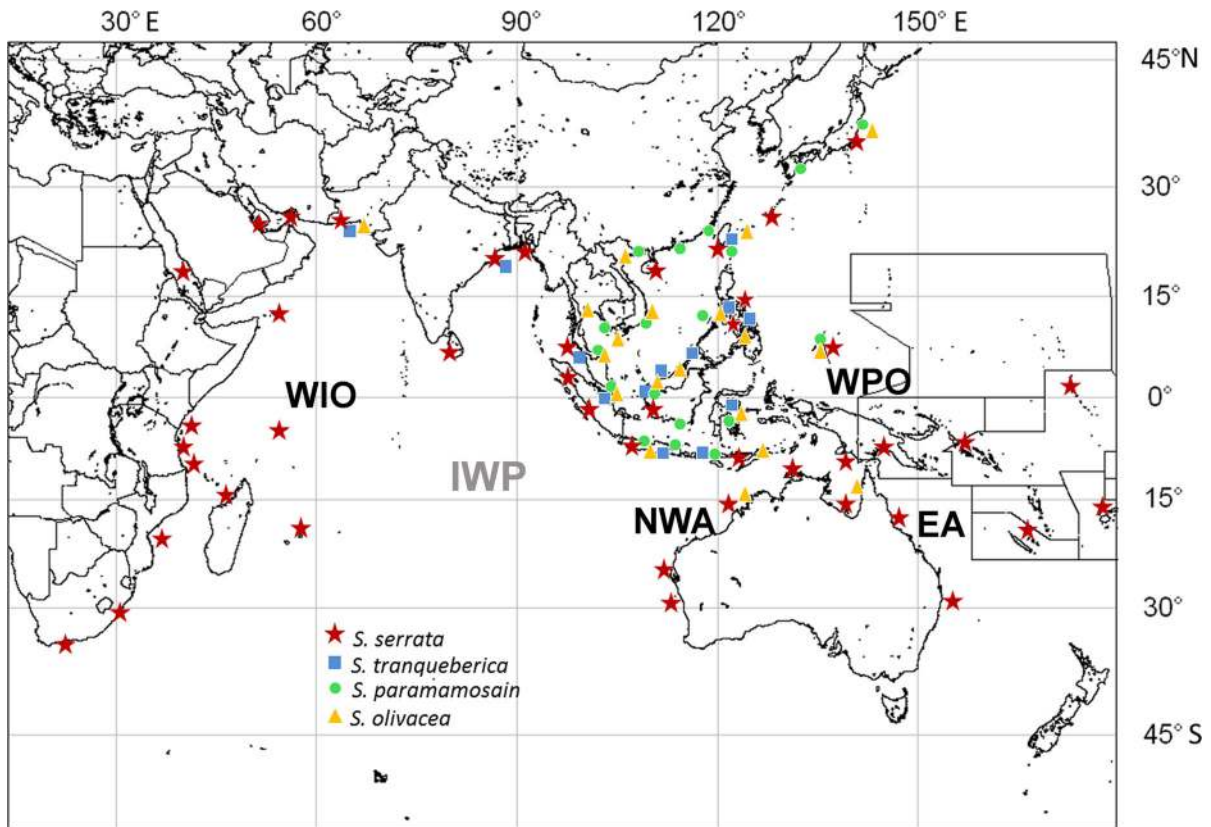 30° E 60° 90° 120° 150° E
45° N
30°
15°
WIO
WPO
0°
IWP
NWA
EA
15°
30°
S. serrata
S. tranqueberica
S. paramamosain
S. olivacea
45° S